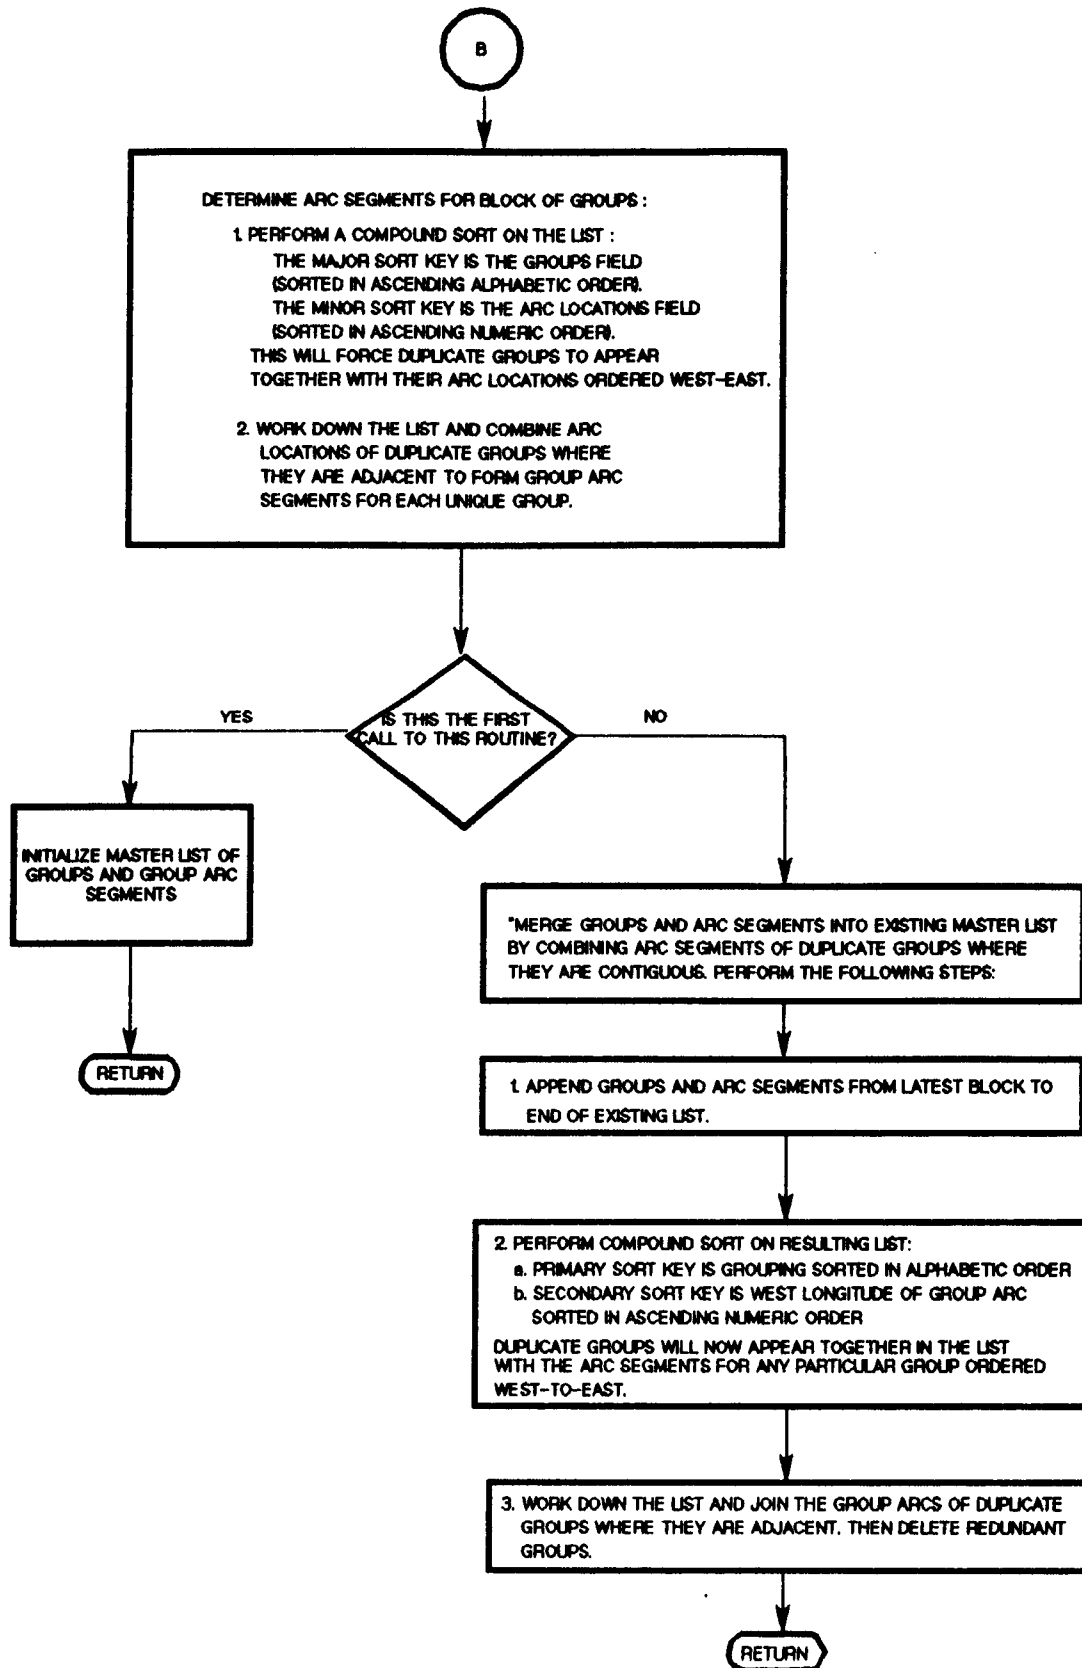 B
DETERMINE ARC SEGMENTS FOR BLOCK OF GROUPS :
1. PERFORM A COMPOUND SORT ON THE LIST :
THE MAJOR SORT KEY IS THE GROUPS FIELD
(SORTED IN ASCENDING ALPHABETIC ORDER).
THE MINOR SORT KEY IS THE ARC LOCATIONS FIELD
(SORTED IN ASCENDING NUMERIC ORDER).
THIS WILL FORCE DUPLICATE GROUPS TO APPEAR
TOGETHER WITH THEIR ARC LOCATIONS ORDERED WEST-EAST.
2. WORK DOWN THE LIST AND COMBINE ARC
LOCATIONS OF DUPLICATE GROUPS WHERE
THEY ARE ADJACENT TO FORM GROUP ARC
SEGMENTS FOR EACH UNIQUE GROUP.
IS THIS THE FIRST
CALL TO THIS ROUTINE?
YES
NO
INITIALIZE MASTER LIST OF
GROUPS AND GROUP ARC
SEGMENTS
RETURN
"MERGE GROUPS AND ARC SEGMENTS INTO EXISTING MASTER LIST
BY COMBINING ARC SEGMENTS OF DUPLICATE GROUPS WHERE
THEY ARE CONTIGUOUS. PERFORM THE FOLLOWING STEPS:
1. APPEND GROUPS AND ARC SEGMENTS FROM LATEST BLOCK TO
END OF EXISTING LIST.
2. PERFORM COMPOUND SORT ON RESULTING LIST:
a. PRIMARY SORT KEY IS GROUPING SORTED IN ALPHABETIC ORDER
b. SECONDARY SORT KEY IS WEST LONGITUDE OF GROUP ARC
SORTED IN ASCENDING NUMERIC ORDER
DUPLICATE GROUPS WILL NOW APPEAR TOGETHER IN THE LIST
WITH THE ARC SEGMENTS FOR ANY PARTICULAR GROUP ORDERED
WEST-TO-EAST.
3. WORK DOWN THE LIST AND JOIN THE GROUP ARCS OF DUPLICATE
GROUPS WHERE THEY ARE ADJACENT. THEN DELETE REDUNDANT
GROUPS.
RETURN